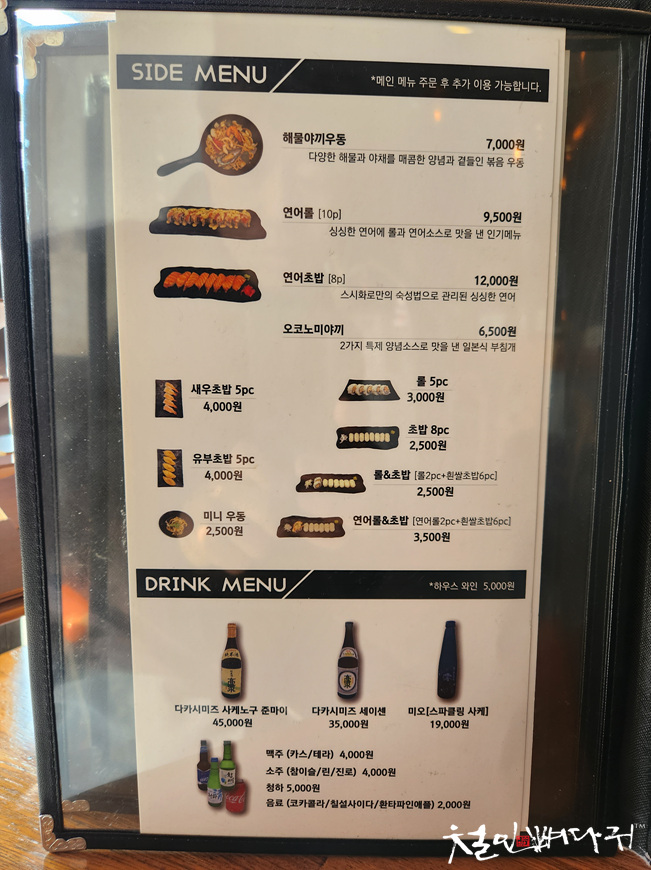 SIDE MENU
*메인 메뉴 주문 후 추가 이용 가능합니다.
해물야끼우동 7,000원
다양한 해물과 야채를 매콤한 양념과 곁들인 볶음 우동
연어롤 [10p] 9,500원
싱싱한 연어에 롤과 연어소스로 맛을 낸 인기메뉴
연어초밥 [8p] 12,000원
스시화로만의 숙성법으로 관리된 싱싱한 연어
오코노미야끼 6,500원
2가지 특제 양념소스로 맛을 낸 일본식 부침개
새우초밥 5pc
4,000원
롤 5pc
3,000원
초밥 8pc
2,500원
유부초밥 5pc
4,000원
롤&초밥 [롤2pc+흰쌀초밥6pc]
2,500원
미니 우동
2,500원
연어롤&초밥 [연어롤2pc+흰쌀초밥6pc]
3,500원
DRINK MENU
*하우스 와인 5,000원
다카시미즈 사케노구 준마이
45,000원
다카시미즈 세이센
35,000원
미오[스파클링 사케]
19,000원
맥주 (카스/테라) 4,000원
소주 (참이슬/린/진로) 4,000원
청하 5,000원
음료 (코카콜라/칠성사이다/환타파인애플) 2,000원